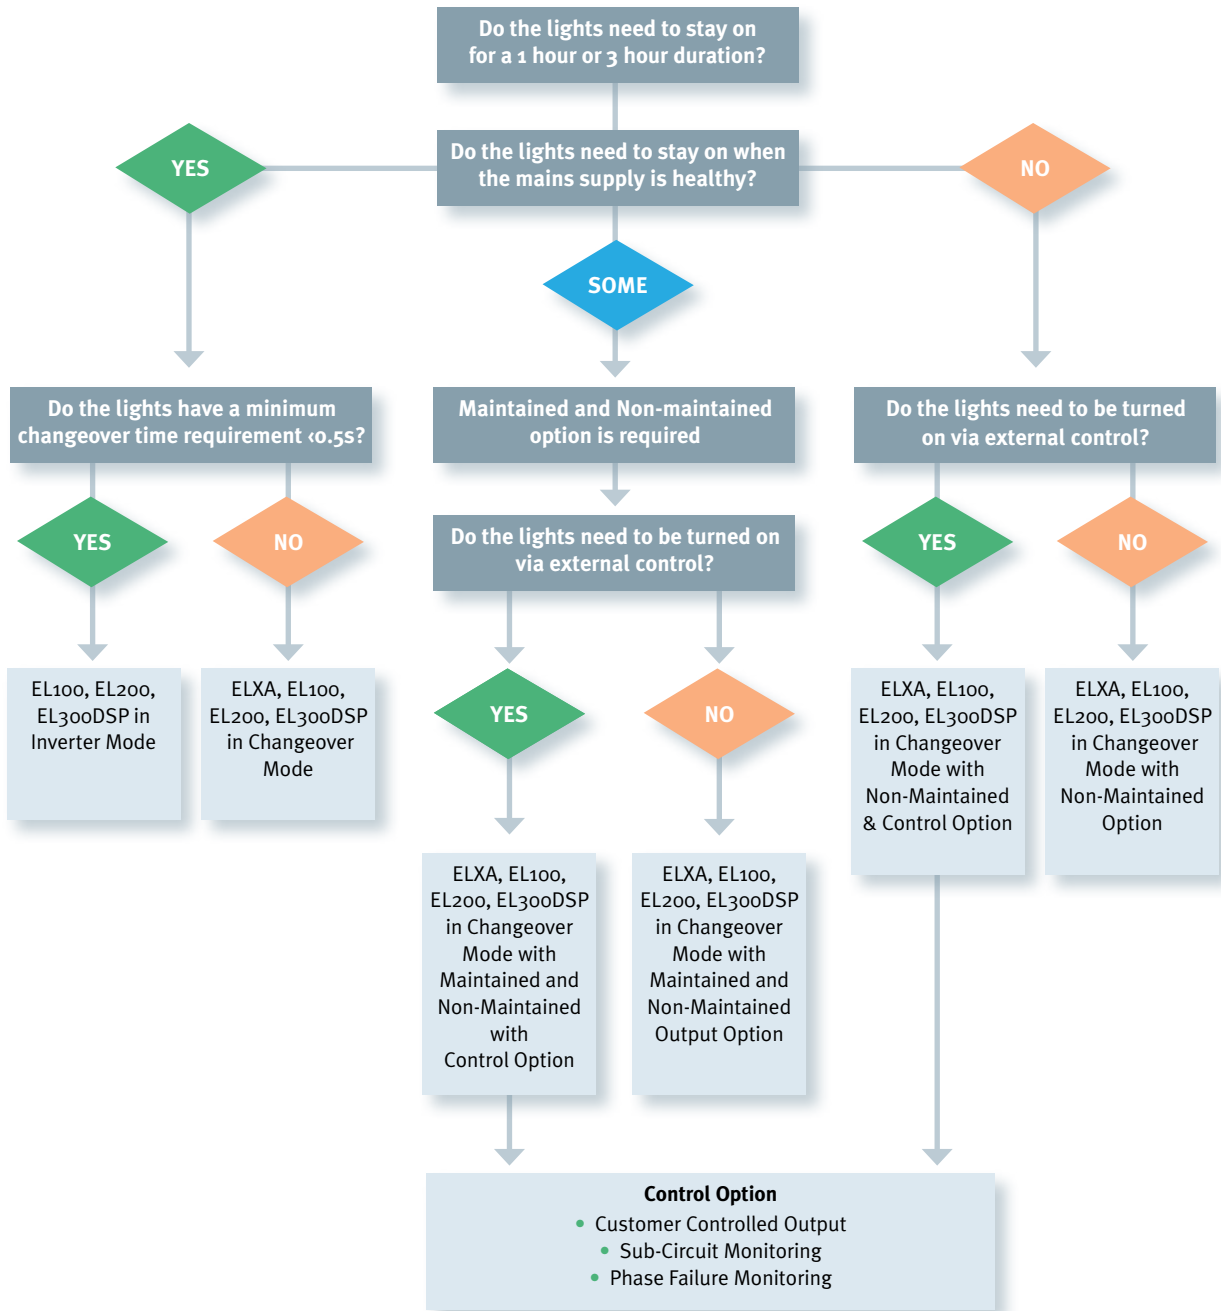 Do the lights need to stay on
for a 1 hour or 3 hour duration?
Do the lights need to stay on when
the mains supply is healthy?
YES
NO
SOME
Do the lights have a minimum
changeover time requirement <0.5s?
YES
NO
EL100, EL200,
EL300DSP in
Inverter Mode
ELXA, EL100,
EL200, EL300DSP
in Changeover
Mode
Maintained and Non-maintained
option is required
Do the lights need to be turned on
via external control?
YES
NO
ELXA, EL100,
EL200, EL300DSP
in Changeover
Mode with
Maintained and
Non-Maintained
with
Control Option
ELXA, EL100,
EL200, EL300DSP
in Changeover
Mode with
Maintained and
Non-Maintained
Output Option
Do the lights need to be turned
on via external control?
YES
NO
ELXA, EL100,
EL200, EL300DSP
in Changeover
Mode with
Non-Maintained
& Control Option
ELXA, EL100,
EL200, EL300DSP
in Changeover
Mode with
Non-Maintained
Option
Control Option
• Customer Controlled Output
• Sub-Circuit Monitoring
• Phase Failure Monitoring